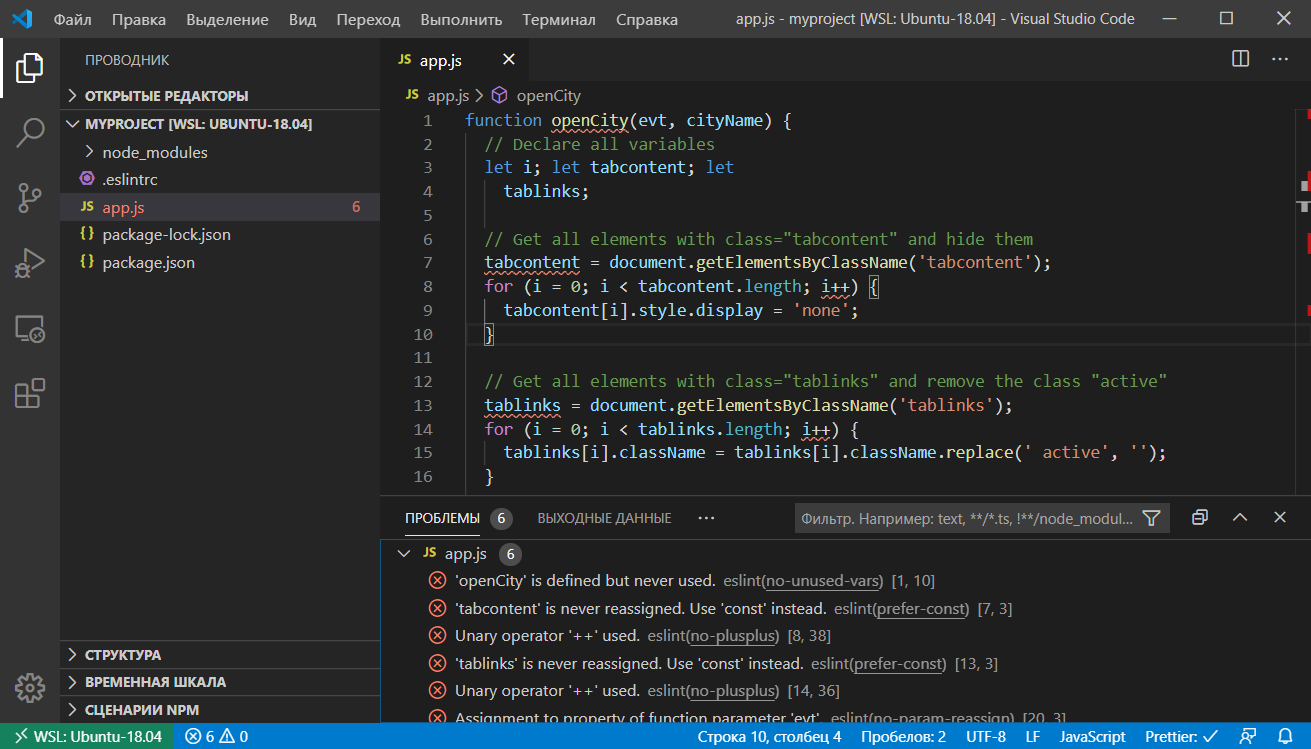 Файл Правка Выделение Вид Переход Выполнить Терминал Справка app.js - myproject [WSL: Ubuntu-18.04] - Visual Studio Code
ПРОВОДНИК
ОТКРЫТЫЕ РЕДАКТОРЫ
MYPROJECT [WSL: UBUNTU-18.04]
node_modules
.eslintrc
JS app.js 6
{} package-lock.json
{} package.json
СТРУКТУРА
ВРЕМЕННАЯ ШКАЛА
СЦЕНАРИИ NPM
JS app.js
JS app.js > openCity
1 function openCity(evt, cityName) {
2 // Declare all variables
3 let i; let tabcontent; let
4 tablinks;
5
6 // Get all elements with class="tabcontent" and hide them
7 tabcontent = document.getElementsByClassName('tabcontent');
8 for (i = 0; i < tabcontent.length; i++) {
9 tabcontent[i].style.display = 'none';
10 }
11
12 // Get all elements with class="tablinks" and remove the class "active"
13 tablinks = document.getElementsByClassName('tablinks');
14 for (i = 0; i < tablinks.length; i++) {
15 tablinks[i].className = tablinks[i].className.replace(' active', '');
16 }
ПРОБЛЕМЫ 6 ВЫХОДНЫЕ ДАННЫЕ ··· Фильтр. Например: text, **/*.ts, !**/node_modul...
JS app.js 6
'openCity' is defined but never used. eslint(no-unused-vars) [1, 10]
'tabcontent' is never reassigned. Use 'const' instead. eslint(prefer-const) [7, 3]
Unary operator '++' used. eslint(no-plusplus) [8, 38]
'tablinks' is never reassigned. Use 'const' instead. eslint(prefer-const) [13, 3]
Unary operator '++' used. eslint(no-plusplus) [14, 36]
Assignment to property of function parameter 'evt'. eslint(no-param-reassign) [20, 3]
WSL: Ubuntu-18.04 6 0 Строка 10, столбец 4 Пробелов: 2 UTF-8 LF JavaScript Prettier: ✓